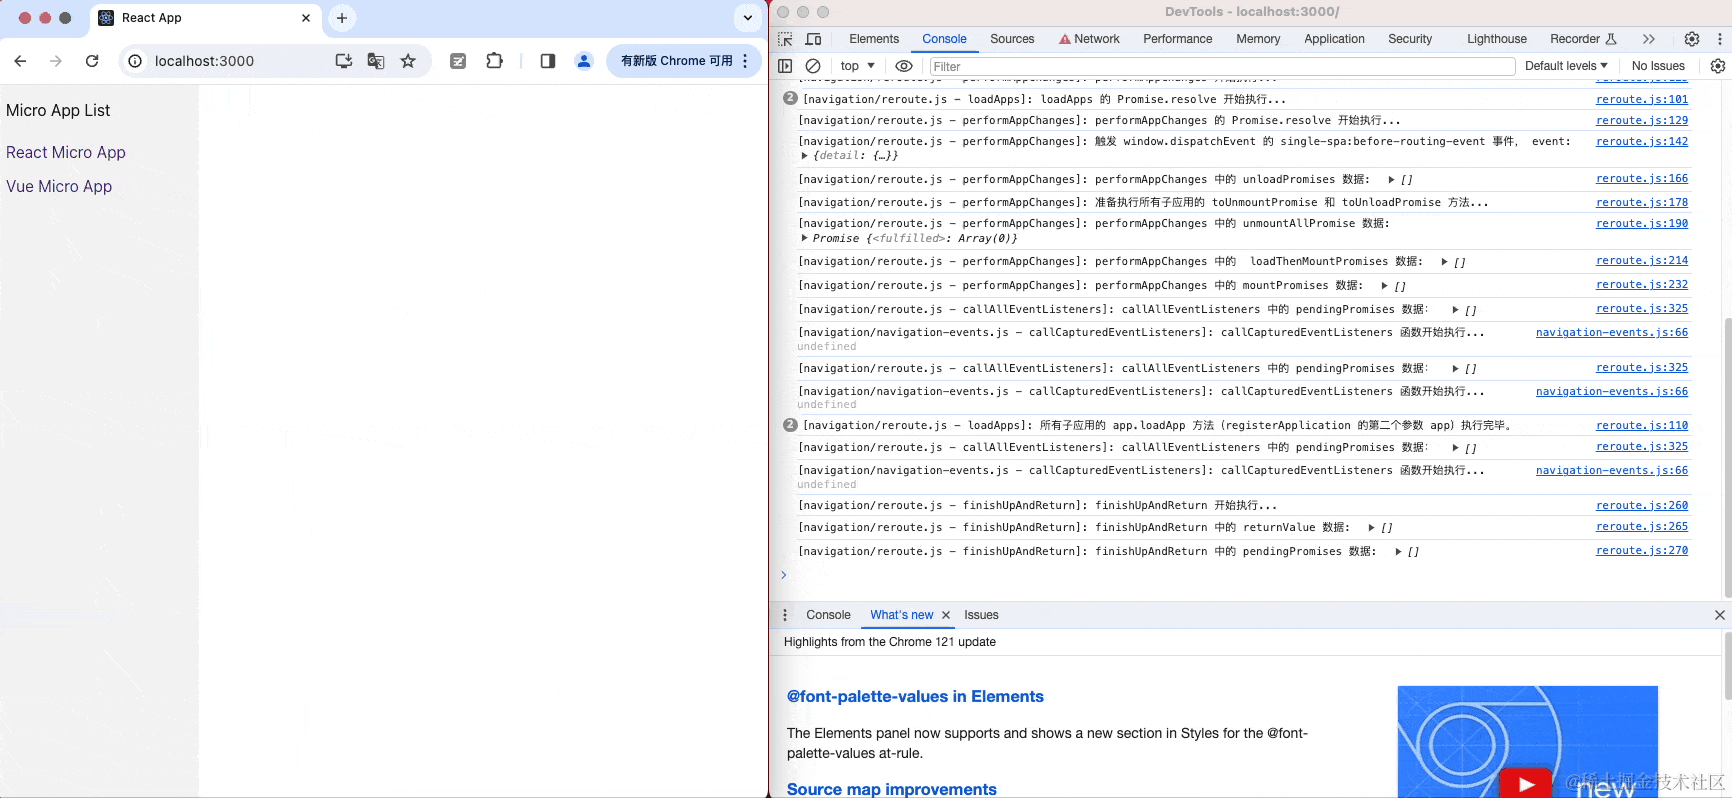 React App
localhost:3000
有新版 Chrome 可用
Micro App List
React Micro App
Vue Micro App
DevTools - localhost:3000/
Elements Console Sources Network Performance Memory Application Security Lighthouse Recorder
top Filter Default levels No Issues
2 [navigation/reroute.js - loadApps]: loadApps 的 Promise.resolve 开始执行... reroute.js:101
[navigation/reroute.js - performAppChanges]: performAppChanges 的 Promise.resolve 开始执行... reroute.js:129
[navigation/reroute.js - performAppChanges]: 触发 window.dispatchEvent 的 single-spa:before-routing-event 事件, event: reroute.js:142
{detail: {…}}
[navigation/reroute.js - performAppChanges]: performAppChanges 中的 unloadPromises 数据: [] reroute.js:166
[navigation/reroute.js - performAppChanges]: 准备执行所有子应用的 toUnmountPromise 和 toUnloadPromise 方法... reroute.js:178
[navigation/reroute.js - performAppChanges]: performAppChanges 中的 unmountAllPromise 数据: reroute.js:190
Promise {<fulfilled>: Array(0)}
[navigation/reroute.js - performAppChanges]: performAppChanges 中的 loadThenMountPromises 数据: [] reroute.js:214
[navigation/reroute.js - performAppChanges]: performAppChanges 中的 mountPromises 数据: [] reroute.js:232
[navigation/reroute.js - callAllEventListeners]: callAllEventListeners 中的 pendingPromises 数据: [] reroute.js:325
[navigation/navigation-events.js - callCapturedEventListeners]: callCapturedEventListeners 函数开始执行... navigation-events.js:66
undefined
[navigation/reroute.js - callAllEventListeners]: callAllEventListeners 中的 pendingPromises 数据: [] reroute.js:325
[navigation/navigation-events.js - callCapturedEventListeners]: callCapturedEventListeners 函数开始执行... navigation-events.js:66
undefined
2 [navigation/reroute.js - loadApps]: 所有子应用的 app.loadApp 方法（registerApplication 的第二个参数 app）执行完毕。 reroute.js:110
[navigation/reroute.js - callAllEventListeners]: callAllEventListeners 中的 pendingPromises 数据: [] reroute.js:325
[navigation/navigation-events.js - callCapturedEventListeners]: callCapturedEventListeners 函数开始执行... navigation-events.js:66
undefined
[navigation/reroute.js - finishUpAndReturn]: finishUpAndReturn 开始执行... reroute.js:260
[navigation/reroute.js - finishUpAndReturn]: finishUpAndReturn 中的 returnValue 数据: [] reroute.js:265
[navigation/reroute.js - finishUpAndReturn]: finishUpAndReturn 中的 pendingPromises 数据: [] reroute.js:270
Console What's new Issues
Highlights from the Chrome 121 update
@font-palette-values in Elements
The Elements panel now supports and shows a new section in Styles for the @font-
palette-values at-rule.
Source map improvements
new
@稀土掘金技术社区